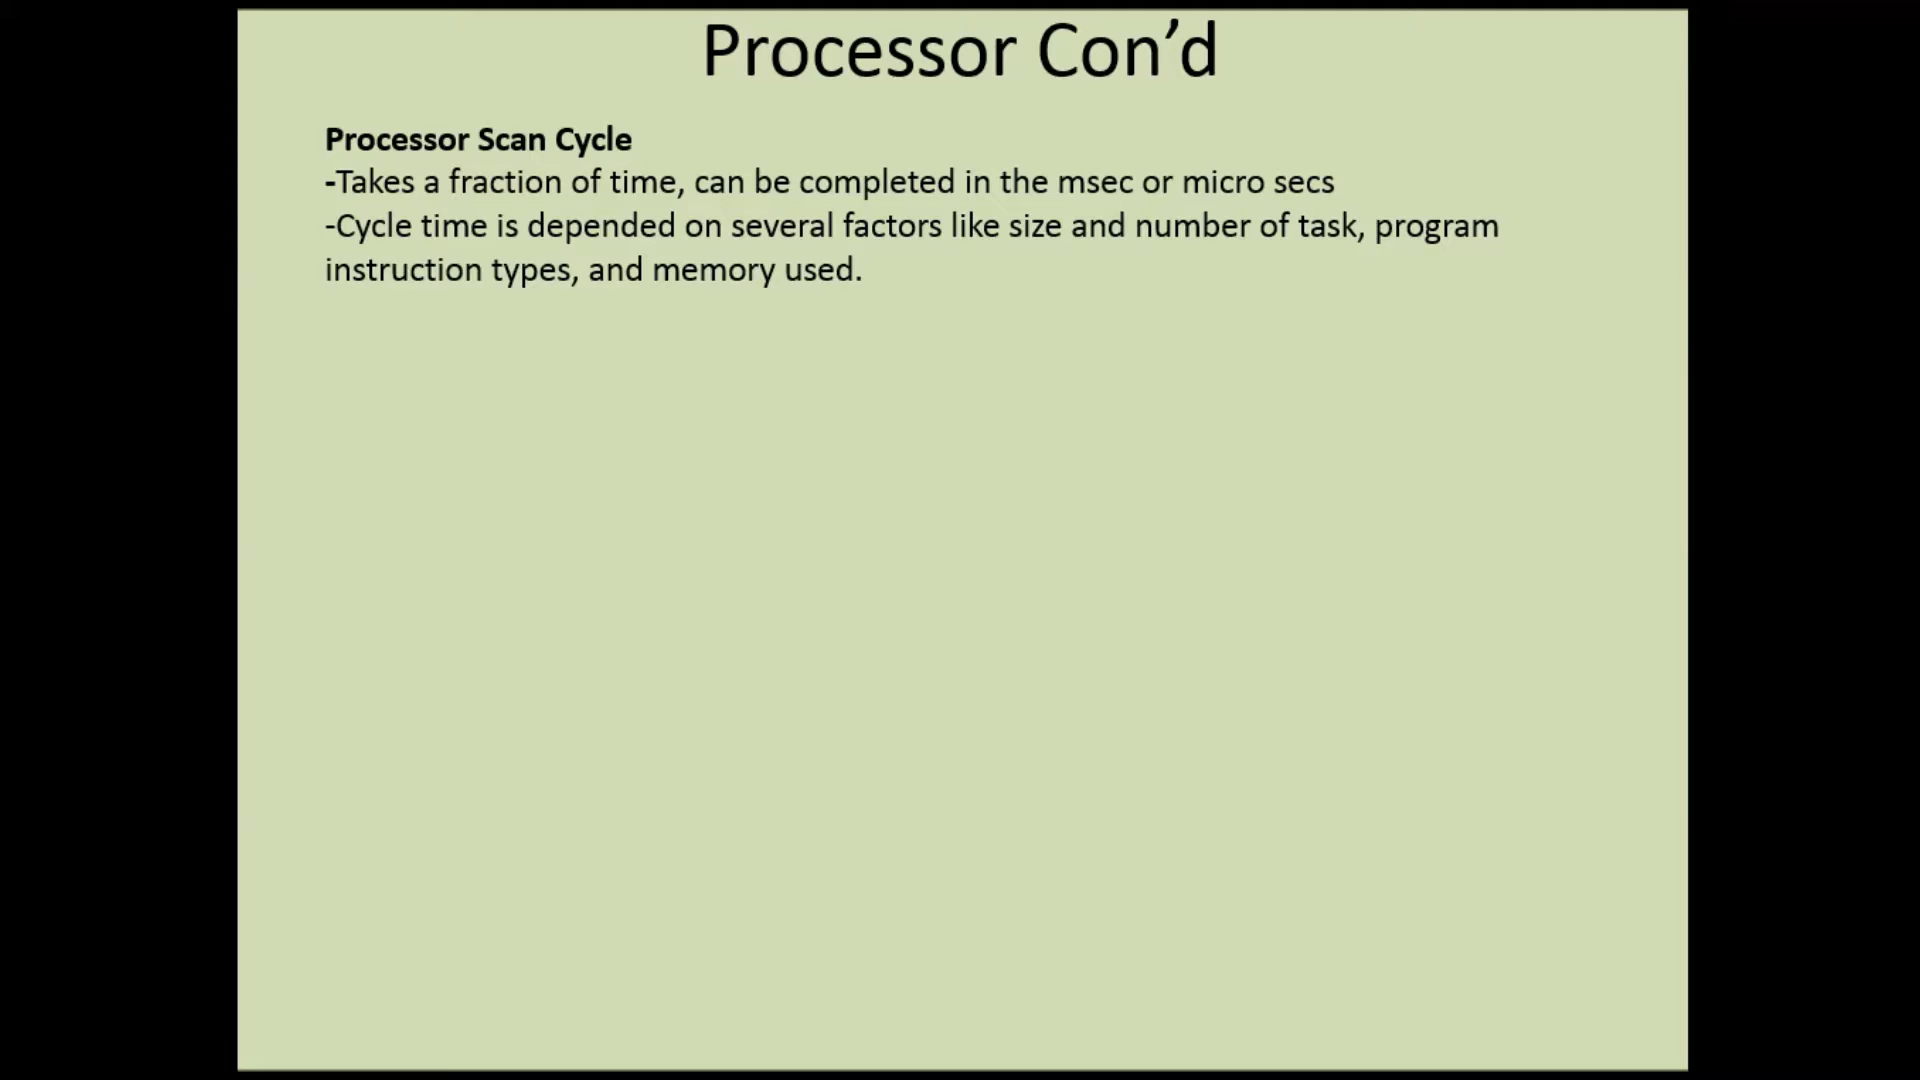 Processor Con’d
Processor Scan Cycle
-Takes a fraction of time, can be completed in the msec or micro secs
-Cycle time is depended on several factors like size and number of task, program
instruction types, and memory used.